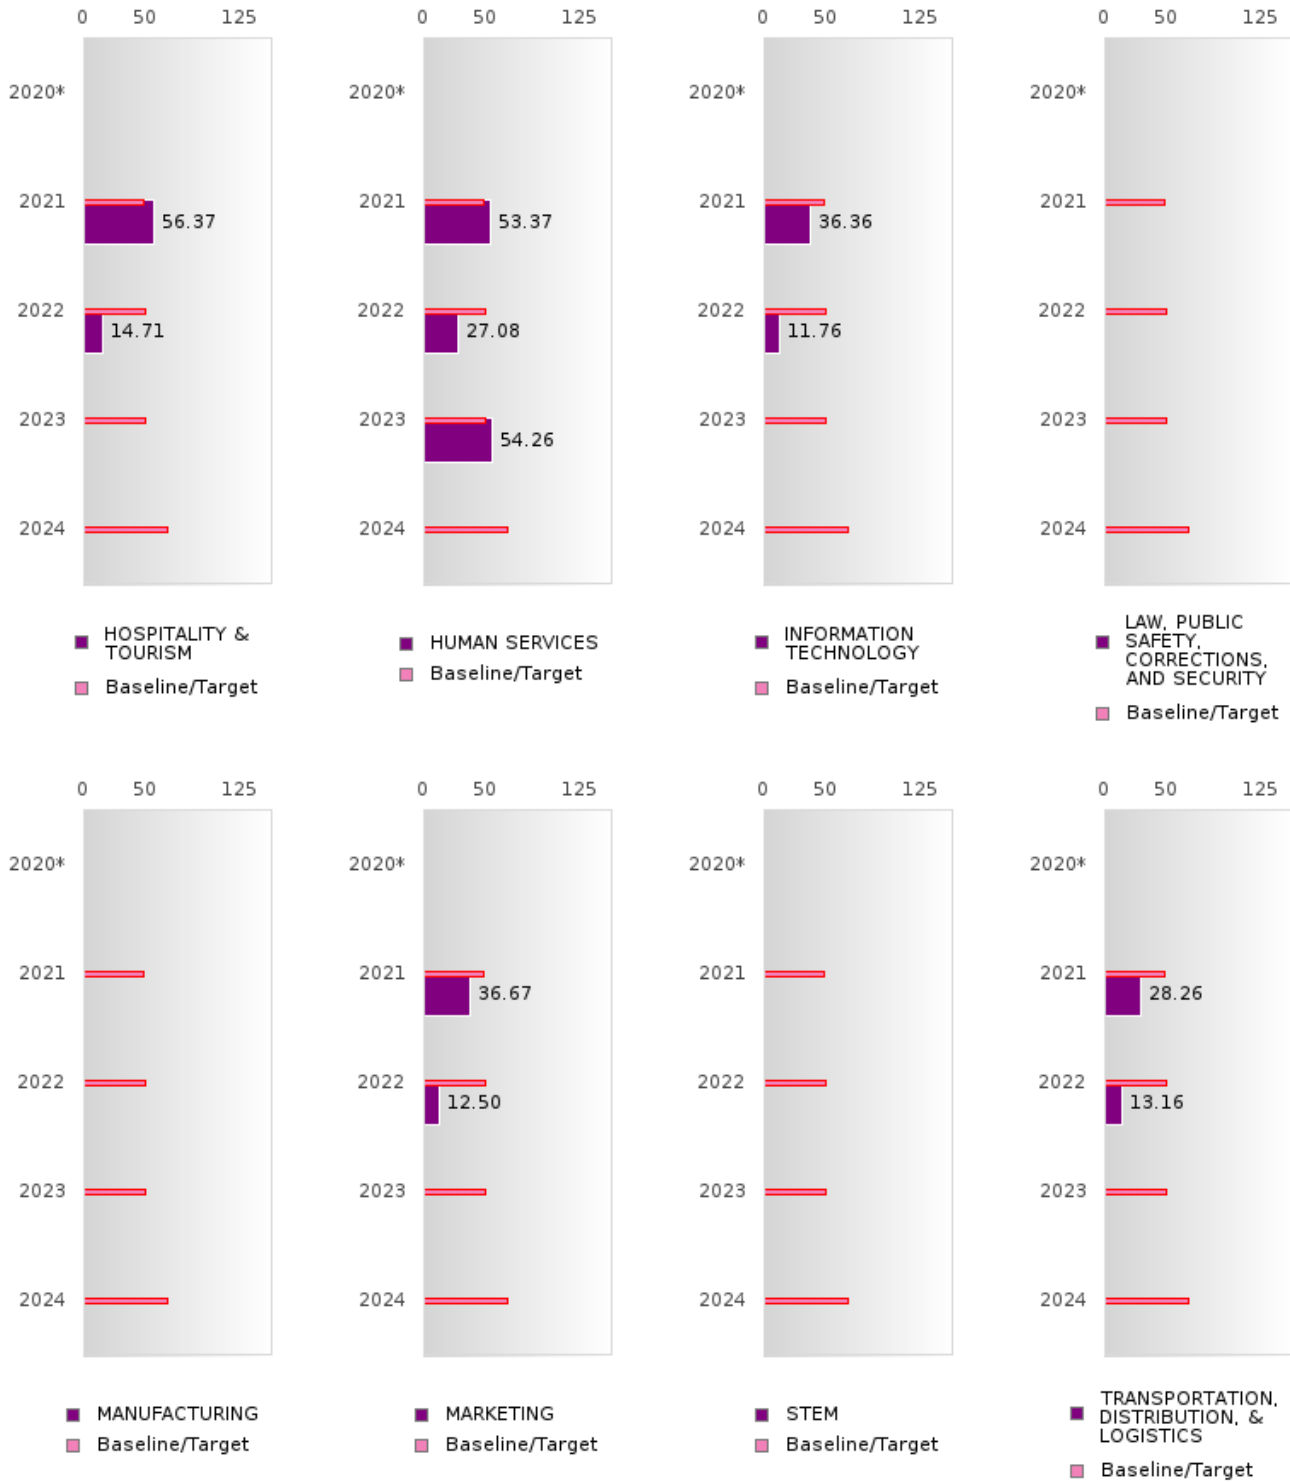 0 50 125
2020*
2021 56.37
2022 14.71
2023
2024
HOSPITALITY &
TOURISM
Baseline/Target
0 50 125
2020*
2021 53.37
2022 27.08
2023 54.26
2024
HUMAN SERVICES
Baseline/Target
0 50 125
2020*
2021 36.36
2022 11.76
2023
2024
INFORMATION
TECHNOLOGY
Baseline/Target
0 50 125
2020*
2021
2022
2023
2024
LAW, PUBLIC
SAFETY,
CORRECTIONS,
AND SECURITY
Baseline/Target
0 50 125
2020*
2021
2022
2023
2024
MANUFACTURING
Baseline/Target
0 50 125
2020*
2021 36.67
2022 12.50
2023
2024
MARKETING
Baseline/Target
0 50 125
2020*
2021
2022
2023
2024
STEM
Baseline/Target
0 50 125
2020*
2021 28.26
2022 13.16
2023
2024
TRANSPORTATION,
DISTRIBUTION, &
LOGISTICS
Baseline/Target